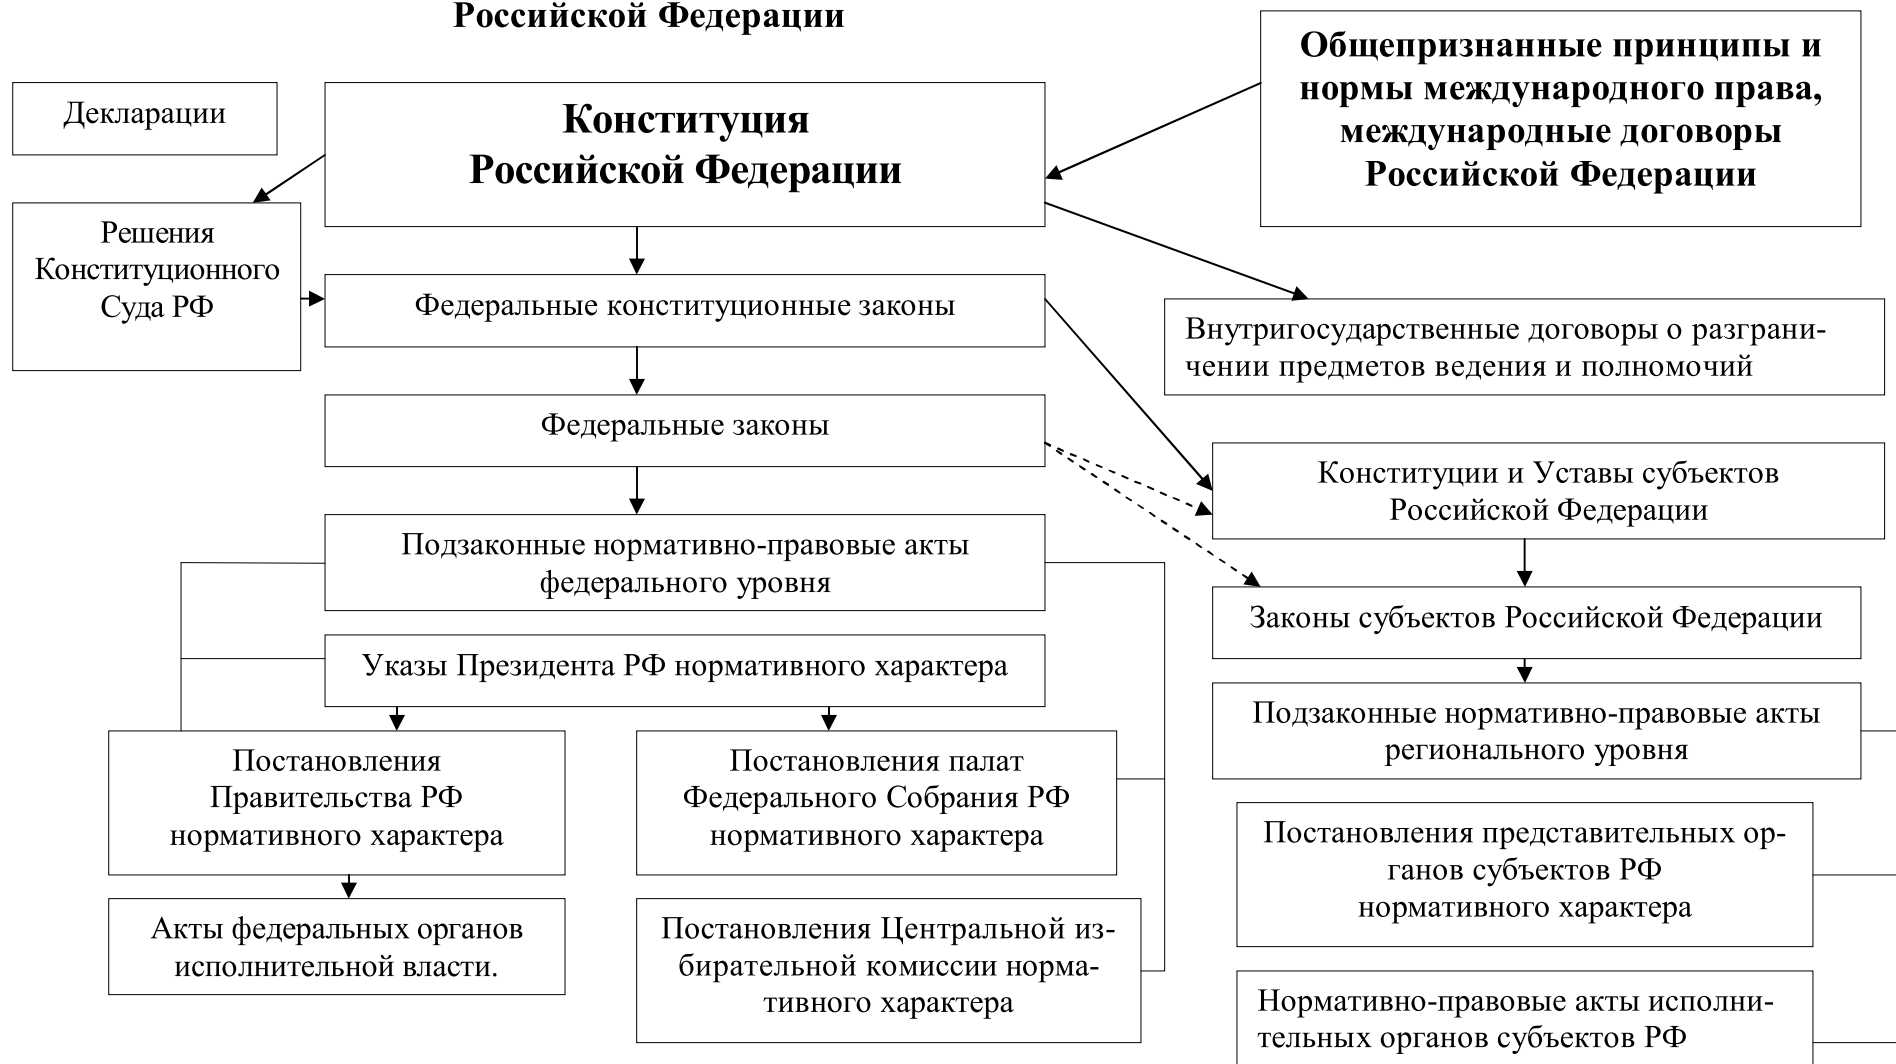 Российской Федерации
Общепризнанные принципы и
нормы международного права,
международные договоры
Российской Федерации
Декларации
Конституция
Российской Федерации
Решения
Конституционного
Суда РФ
Федеральные конституционные законы
Внутригосударственные договоры о разграни-
чении предметов ведения и полномочий
Федеральные законы
Конституции и Уставы субъектов
Российской Федерации
Подзаконные нормативно-правовые акты
федерального уровня
Законы субъектов Российской Федерации
Указы Президента РФ нормативного характера
Подзаконные нормативно-правовые акты
регионального уровня
Постановления
Правительства РФ
нормативного характера
Постановления палат
Федерального Собрания РФ
нормативного характера
Постановления представительных ор-
ганов субъектов РФ
нормативного характера
Акты федеральных органов
исполнительной власти.
Постановления Центральной из-
бирательной комиссии норма-
тивного характера
Нормативно-правовые акты исполни-
тельных органов субъектов РФ